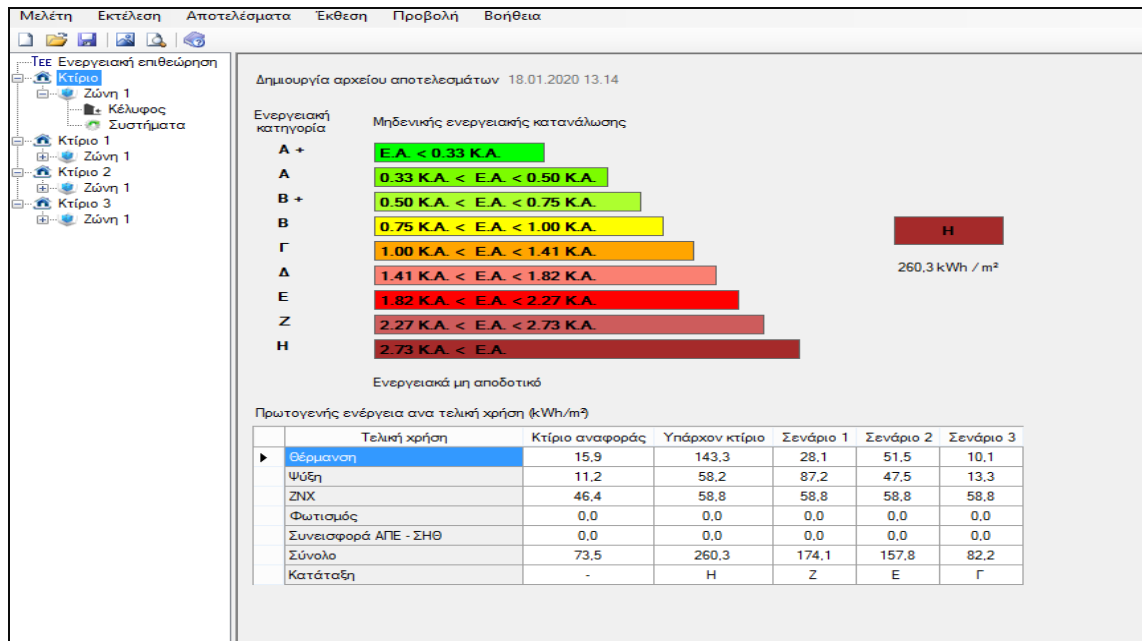 Μελέτη Εκτέλεση Αποτελέσματα Έκθεση Προβολή Βοήθεια
ΤΕΕ Ενεργειακή επιθεώρηση
Κτίριο
Ζώνη 1
Κέλυφος
Συστήματα
Κτίριο 1
Ζώνη 1
Κτίριο 2
Ζώνη 1
Κτίριο 3
Ζώνη 1
Δημιουργία αρχείου αποτελεσμάτων 18.01.2020 13.14
Ενεργειακή κατηγορία
Μηδενικής ενεργειακής κατανάλωσης
Α + Ε.Α. < 0.33 Κ.Α.
Α 0.33 Κ.Α. < Ε.Α. < 0.50 Κ.Α.
Β + 0.50 Κ.Α. < Ε.Α. < 0.75 Κ.Α.
Β 0.75 Κ.Α. < Ε.Α. < 1.00 Κ.Α.
Γ 1.00 Κ.Α. < Ε.Α. < 1.41 Κ.Α.
Δ 1.41 Κ.Α. < Ε.Α. < 1.82 Κ.Α.
Ε 1.82 Κ.Α. < Ε.Α. < 2.27 Κ.Α.
Ζ 2.27 Κ.Α. < Ε.Α. < 2.73 Κ.Α.
Η 2.73 Κ.Α. < Ε.Α.
Η
260,3 kWh / m²
Ενεργειακά μη αποδοτικό
Πρωτογενής ενέργεια ανα τελική χρήση (kWh/m²)
Τελική χρήση Κτίριο αναφοράς Υπάρχον κτίριο Σενάριο 1 Σενάριο 2 Σενάριο 3
Θέρμανση 15,9 143,3 28,1 51,5 10,1
Ψύξη 11,2 58,2 87,2 47,5 13,3
ΖΝΧ 46,4 58,8 58,8 58,8 58,8
Φωτισμός 0,0 0,0 0,0 0,0 0,0
Συνεισφορά ΑΠΕ - ΣΗΘ 0,0 0,0 0,0 0,0 0,0
Σύνολο 73,5 260,3 174,1 157,8 82,2
Κατάταξη - Η Ζ Ε Γ